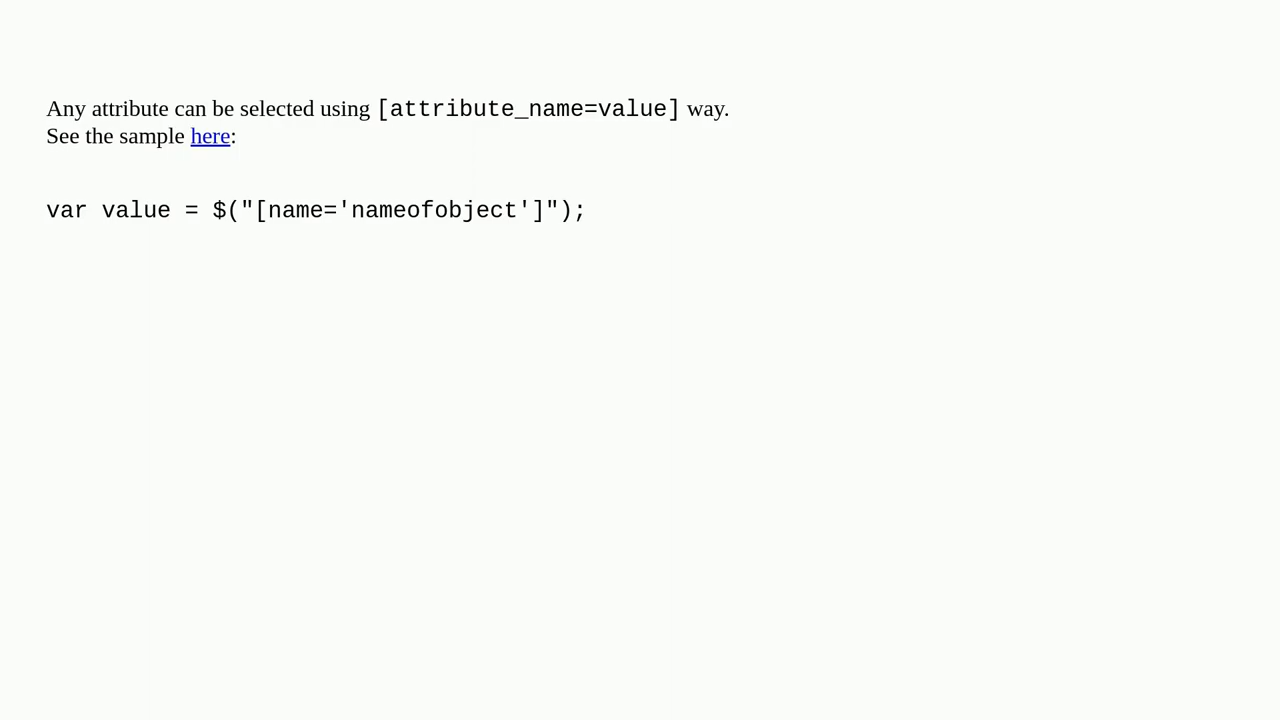 Any attribute can be selected using [attribute_name=value] way.
See the sample here:
var value = $("[name='nameofobject']");